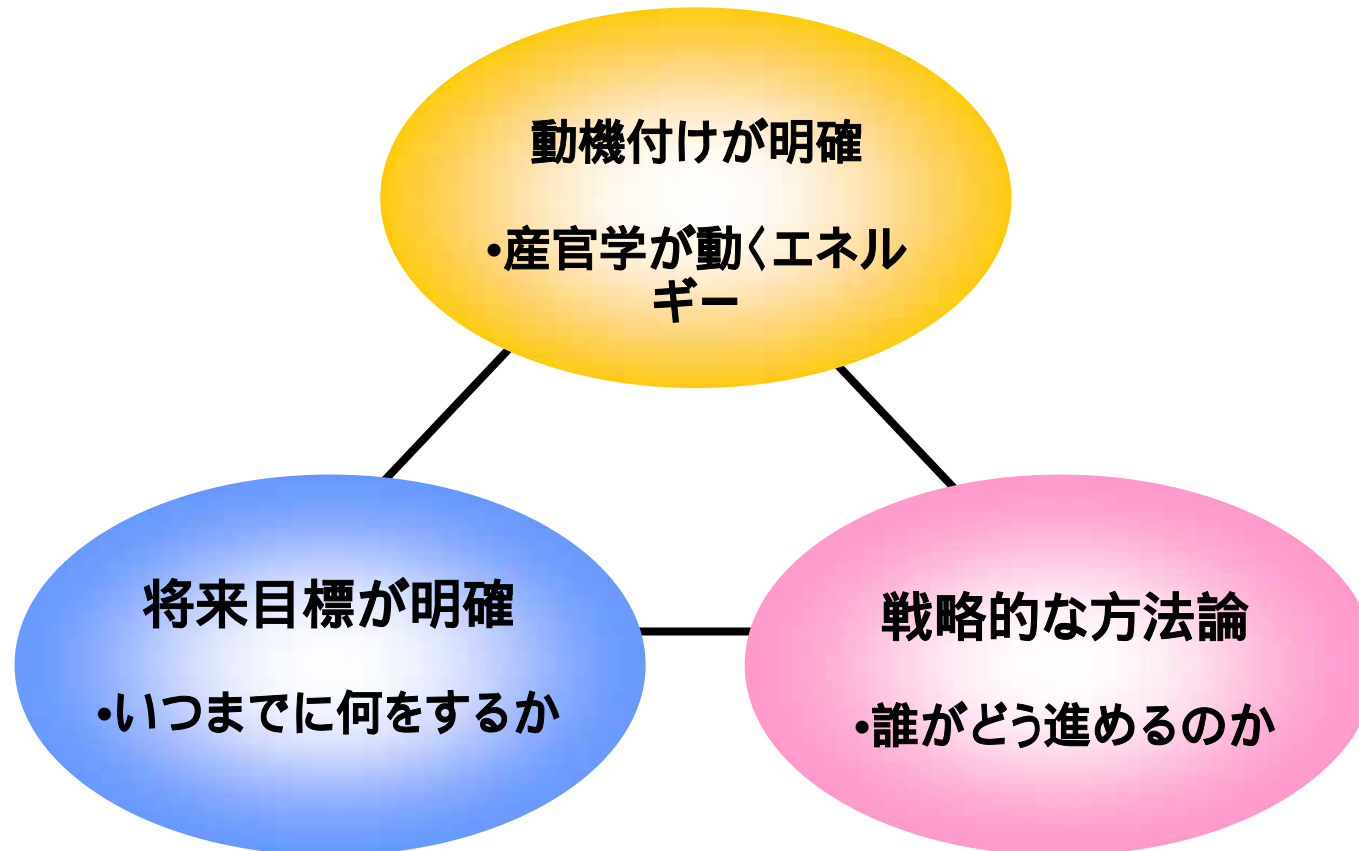 動機付けが明確
•産官学が動くエネル
ギー
将来目標が明確
•いつまでに何をするか
戦略的な方法論
•誰がどう進めるのか